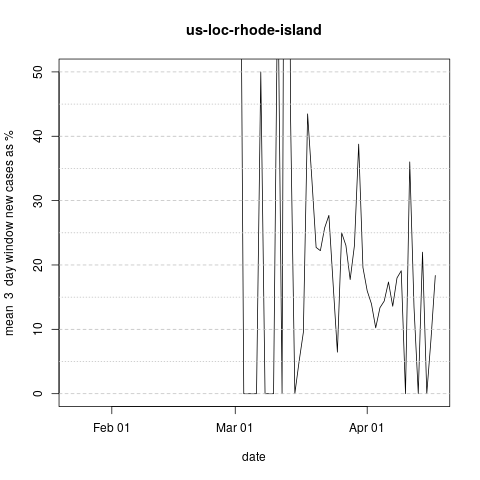 us-loc-rhode-island
mean 3 day window new cases as %
50
40
30
20
10
0
Feb 01
Mar 01
Apr 01
date